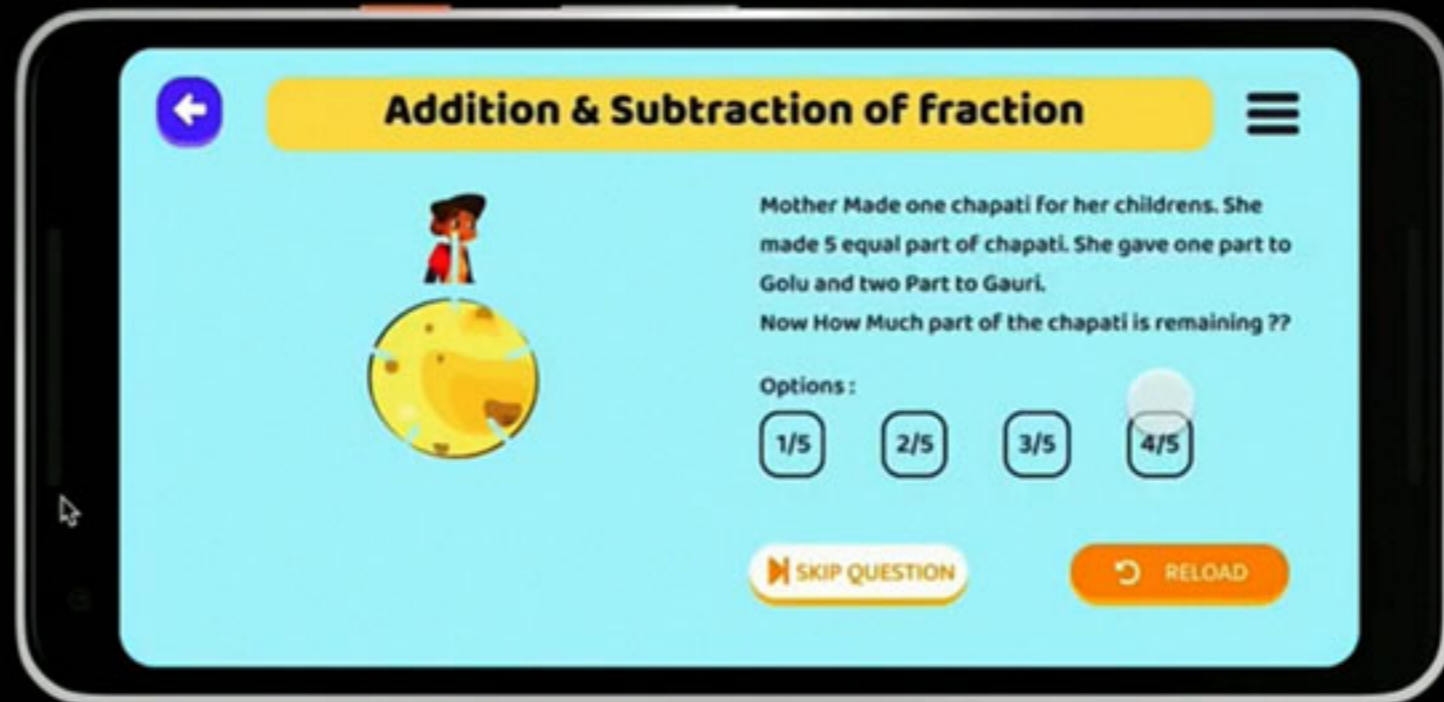 Addition & Subtraction of fraction
Mother Made one chapati for her childrens. She
made 5 equal part of chapati. She gave one part to
Golu and two Part to Gauri.
Now How Much part of the chapati is remaining ??
Options :
1/5 2/5 3/5 4/5
SKIP QUESTION RELOAD